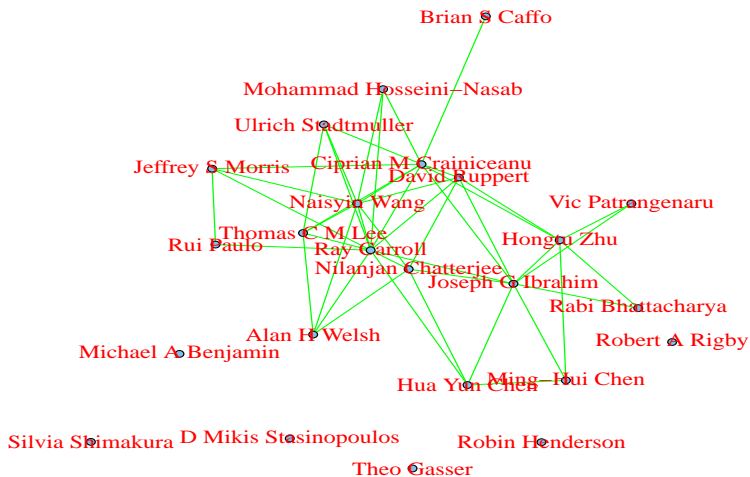 Brian S Caffo
Mohammad Hosseini−Nasab
Ulrich Stadtmuller
Jeffrey S Morris
Ciprian M Crainiceanu
David Ruppert
Naisyin Wang
Vic Patrangenaru
Thomas C M Lee
Rui Paulo
Ray Carroll
Hongtu Zhu
Nilanjan Chatterjee
Joseph G Ibrahim
Rabi Bhattacharya
Alan H Welsh
Robert A Rigby
Michael A Benjamin
Hua Yun Chen
Ming−Hui Chen
Silvia Shimakura
D Mikis Stasinopoulos
Robin Henderson
Theo Gasser